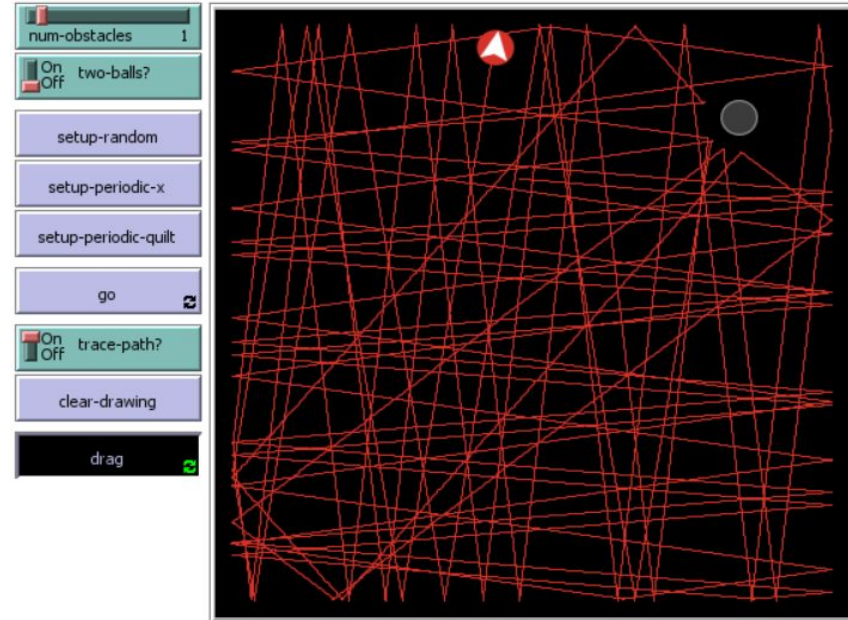 num-obstacles 1
On
Off
two-balls?
setup-random
setup-periodic-x
setup-periodic-quilt
go
On
Off
trace-path?
clear-drawing
drag